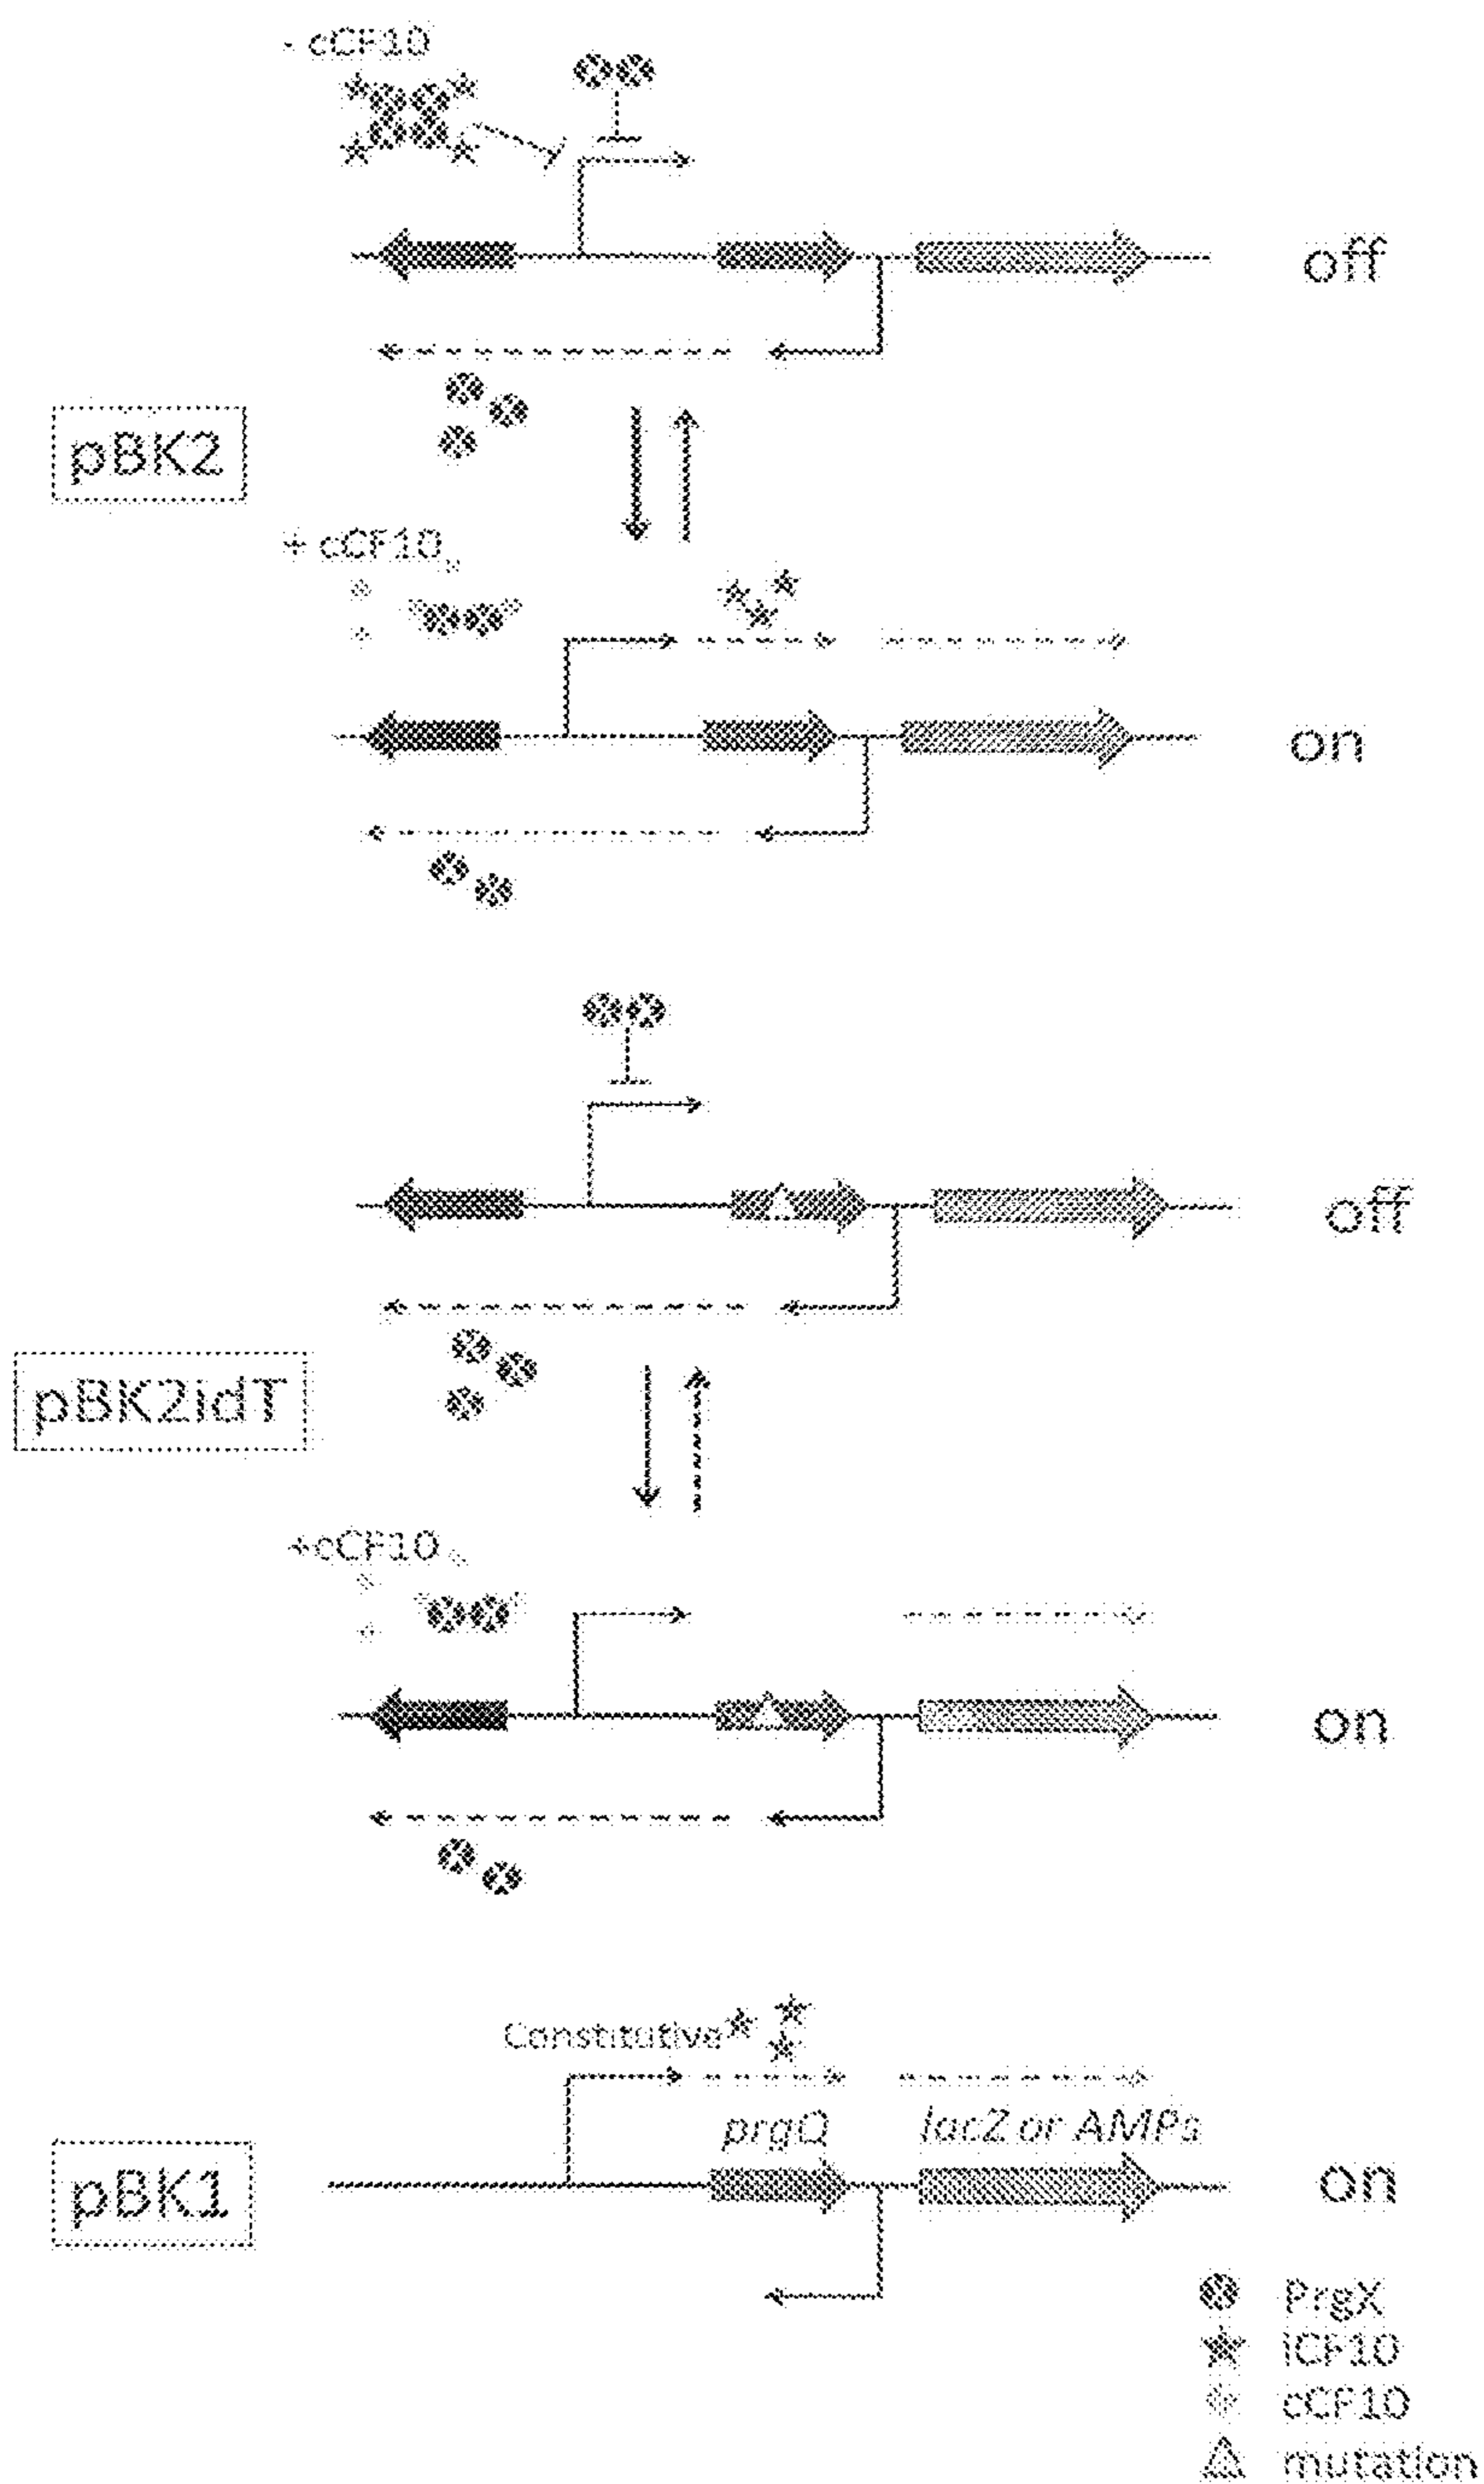 - cCF10
off
pBK2
+ cCF10
on
off
pBK2idT
+cCF10
on
Constitutive
prgQ
lacZ or AMPs
pBK1
on
PrgX
iCF10
cCF10
mutation